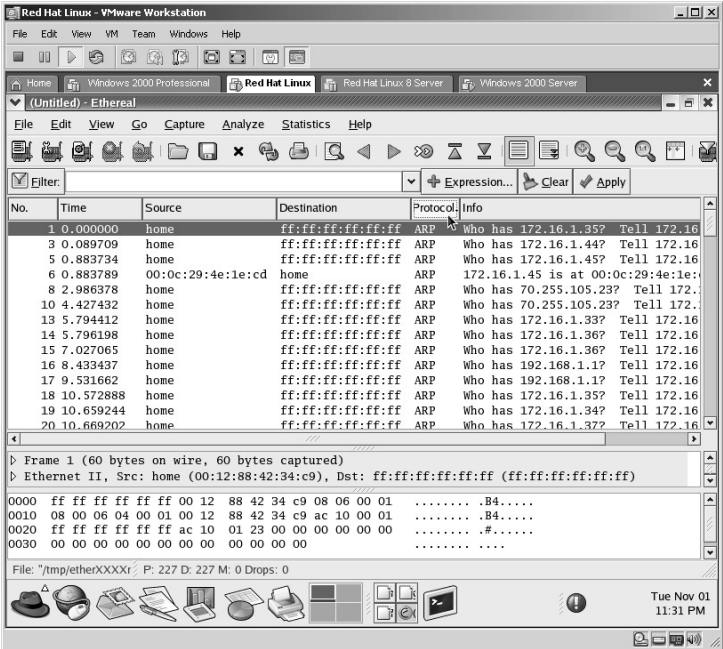 Red Hat Linux - VMware Workstation
File Edit View VM Team Windows Help
Home Windows 2000 Professional Red Hat Linux Red Hat Linux 8 Server Windows 2000 Server
(Untitled) - Ethereal
File Edit View Go Capture Analyze Statistics Help
Filter: Expression... Clear Apply
No. Time Source Destination Protocol Info
1 0.000000 home ff:ff:ff:ff:ff:ff ARP Who has 172.16.1.35? Tell 172.16
3 0.089709 home ff:ff:ff:ff:ff:ff ARP Who has 172.16.1.44? Tell 172.16
5 0.883734 home ff:ff:ff:ff:ff:ff ARP Who has 172.16.1.45? Tell 172.16
6 0.883789 00:0c:29:4e:1e:cd home ARP 172.16.1.45 is at 00:0c:29:4e:1e:
8 2.986378 home ff:ff:ff:ff:ff:ff ARP Who has 70.255.105.23? Tell 172.
10 4.427432 home ff:ff:ff:ff:ff:ff ARP Who has 70.255.105.23? Tell 172.
13 5.794412 home ff:ff:ff:ff:ff:ff ARP Who has 172.16.1.33? Tell 172.16
14 5.796198 home ff:ff:ff:ff:ff:ff ARP Who has 172.16.1.36? Tell 172.16
15 7.027065 home ff:ff:ff:ff:ff:ff ARP Who has 172.16.1.36? Tell 172.16
16 8.433437 home ff:ff:ff:ff:ff:ff ARP Who has 192.168.1.1? Tell 172.16
17 9.531662 home ff:ff:ff:ff:ff:ff ARP Who has 192.168.1.1? Tell 172.16
18 10.572888 home ff:ff:ff:ff:ff:ff ARP Who has 172.16.1.35? Tell 172.16
19 10.659244 home ff:ff:ff:ff:ff:ff ARP Who has 172.16.1.34? Tell 172.16
20 10.669202 home ff:ff:ff:ff:ff:ff ARP Who has 172.16.1.37? Tell 172.16
Frame 1 (60 bytes on wire, 60 bytes captured)
Ethernet II, Src: home (00:12:88:42:34:c9), Dst: ff:ff:ff:ff:ff:ff (ff:ff:ff:ff:ff:ff)
0000 ff ff ff ff ff ff 00 12 88 42 34 c9 08 06 00 01 ........ .B4.....
0010 08 00 06 04 00 01 00 12 88 42 34 c9 ac 10 00 01 ........ .B4.....
0020 ff ff ff ff ff ff ac 10 01 23 00 00 00 00 00 00 ........ .#......
0030 00 00 00 00 00 00 00 00 00 00 00 00 ........ ....
File: "/tmp/etherXXXXr P: 227 D: 227 M: 0 Drops: 0
Tue Nov 01
11:31 PM